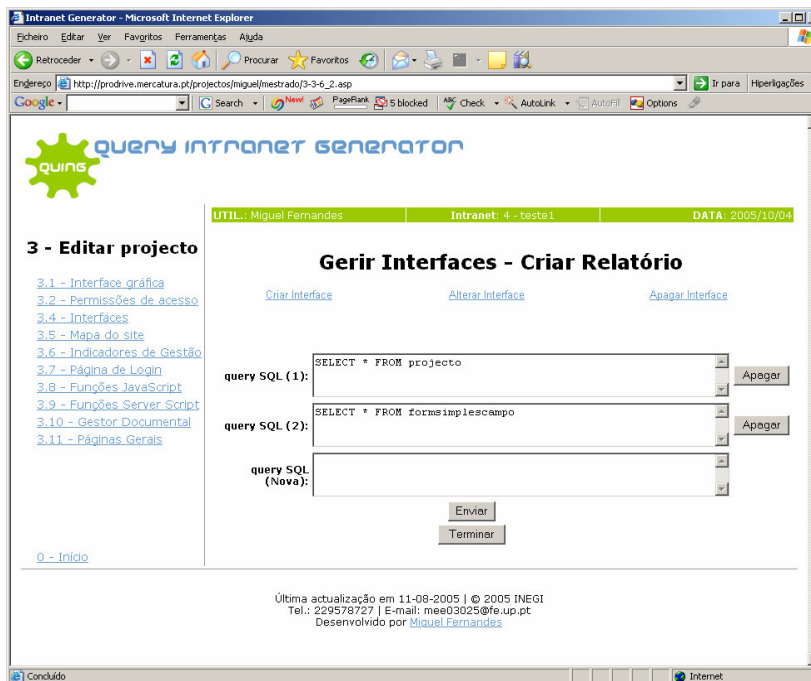 Intranet Generator - Microsoft Internet Explorer
Ficheiro Editar Ver Favoritos Ferramentas Ajuda
Retroceder Procurar Favoritos
Endereço http://prodrive.mercatura.pt/projectos/miguel/mestrado/3-3-6_2.asp Ir para Hiperligações
Google Search New! PageRank 5 blocked ABC Check AutoLink AutoFill Options
QUING QUERY INTRANET GENERATOR
UTIL.: Miguel Fernandes Intranet: 4 - teste1 DATA: 2005/10/04
3 - Editar projecto
3.1 - Interface gráfica
3.2 - Permissões de acesso
3.4 - Interfaces
3.5 - Mapa do site
3.6 - Indicadores de Gestão
3.7 - Página de Login
3.8 - Funções JavaScript
3.9 - Funções Server Script
3.10 - Gestor Documental
3.11 - Páginas Gerais
0 - Início
Gerir Interfaces - Criar Relatório
Criar Interface Alterar Interface Apagar Interface
query SQL (1): SELECT * FROM projecto Apagar
query SQL (2): SELECT * FROM formsimplescampo Apagar
query SQL
(Nova):
Enviar
Terminar
Última actualização em 11-08-2005 | © 2005 INEGI
Tel.: 229578727 | E-mail: mee03025@fe.up.pt
Desenvolvido por Miguel Fernandes
Concluído Internet